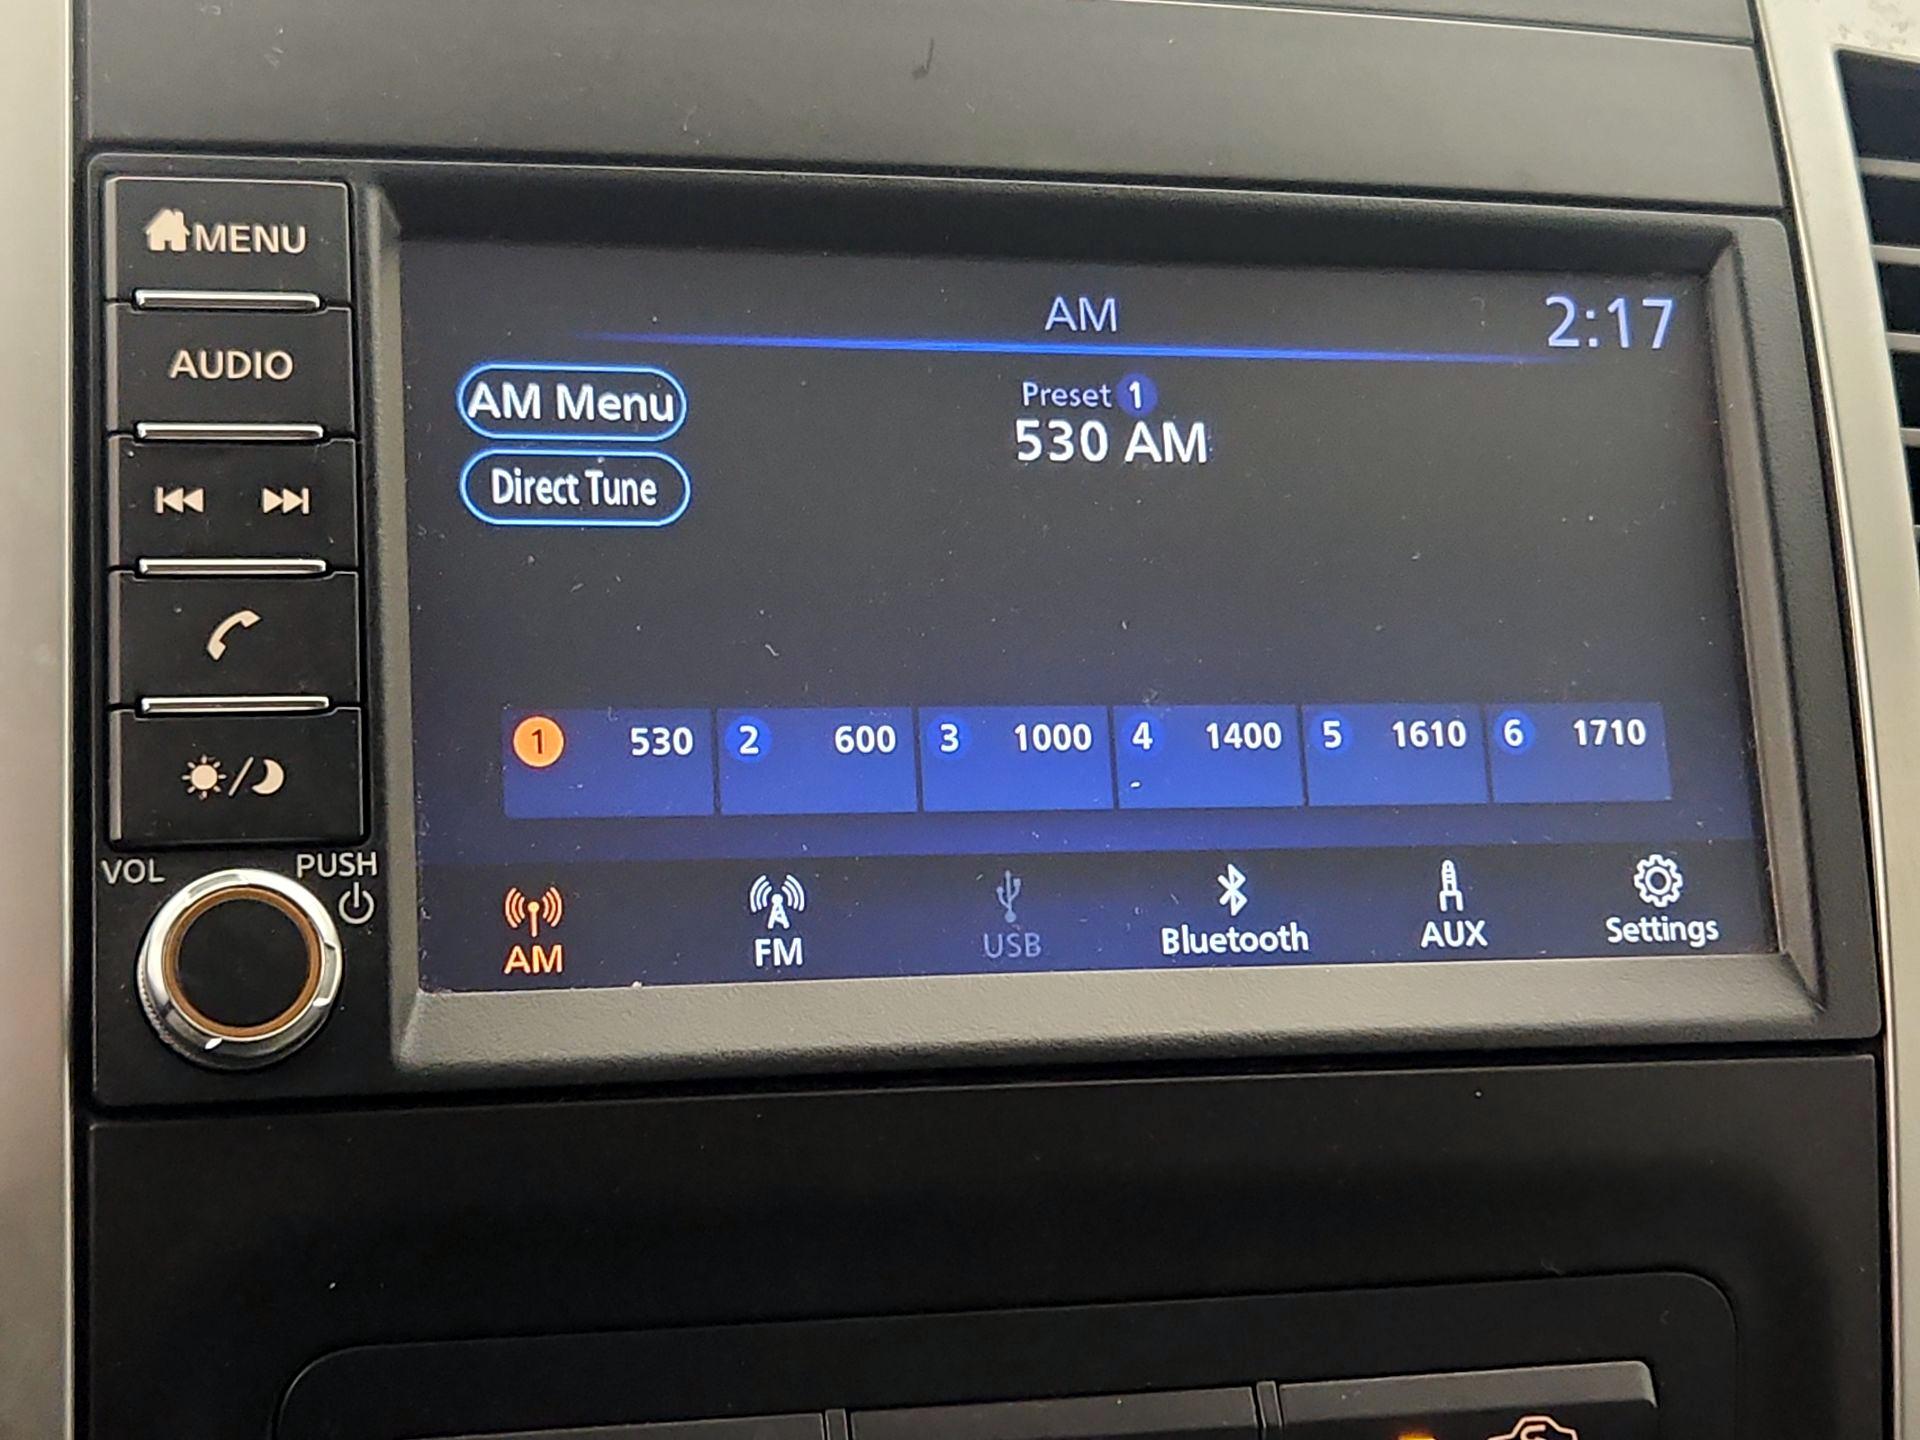 MENU
AUDIO
VOL
PUSH
AM
2:17
AM Menu
Direct Tune
Preset 1
530 AM
1 530 2 600 3 1000 4 1400 5 1610 6 1710
AM FM USB Bluetooth AUX Settings